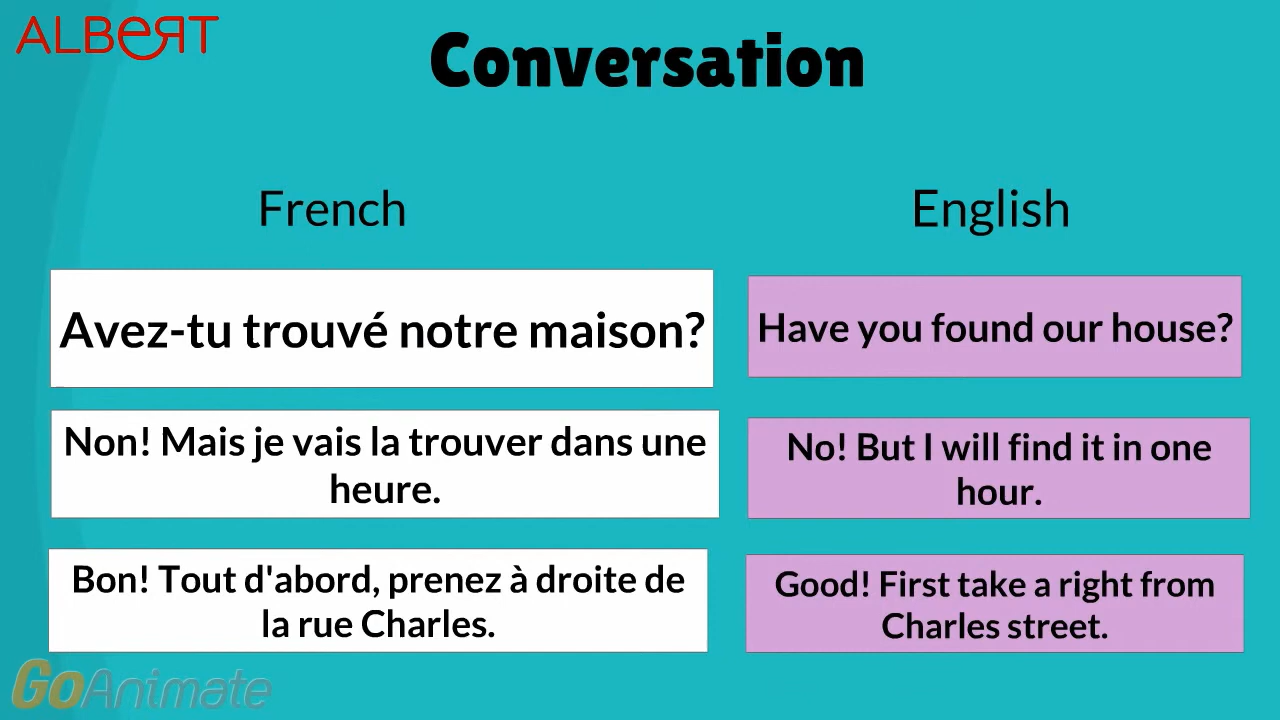 ALBERT
Conversation
French
English
Avez-tu trouvé notre maison?
Have you found our house?
Non! Mais je vais la trouver dans une
heure.
No! But I will find it in one
hour.
Bon! Tout d'abord, prenez à droite de
la rue Charles.
Good! First take a right from
Charles street.
GoAnimate